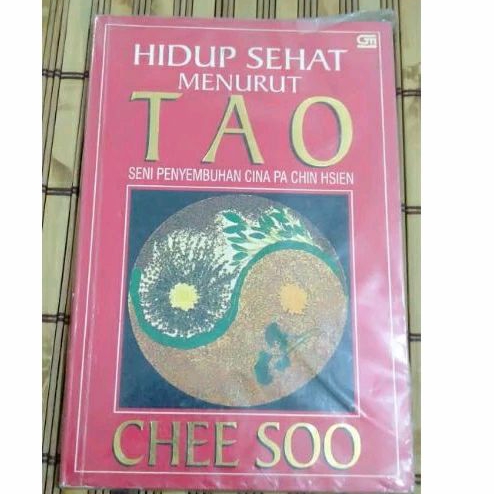 HIDUP SEHAT
MENURUT
TAO
SENI PENYEMBUHAN CINA PA CHIN HSIEN
CHEE SOO